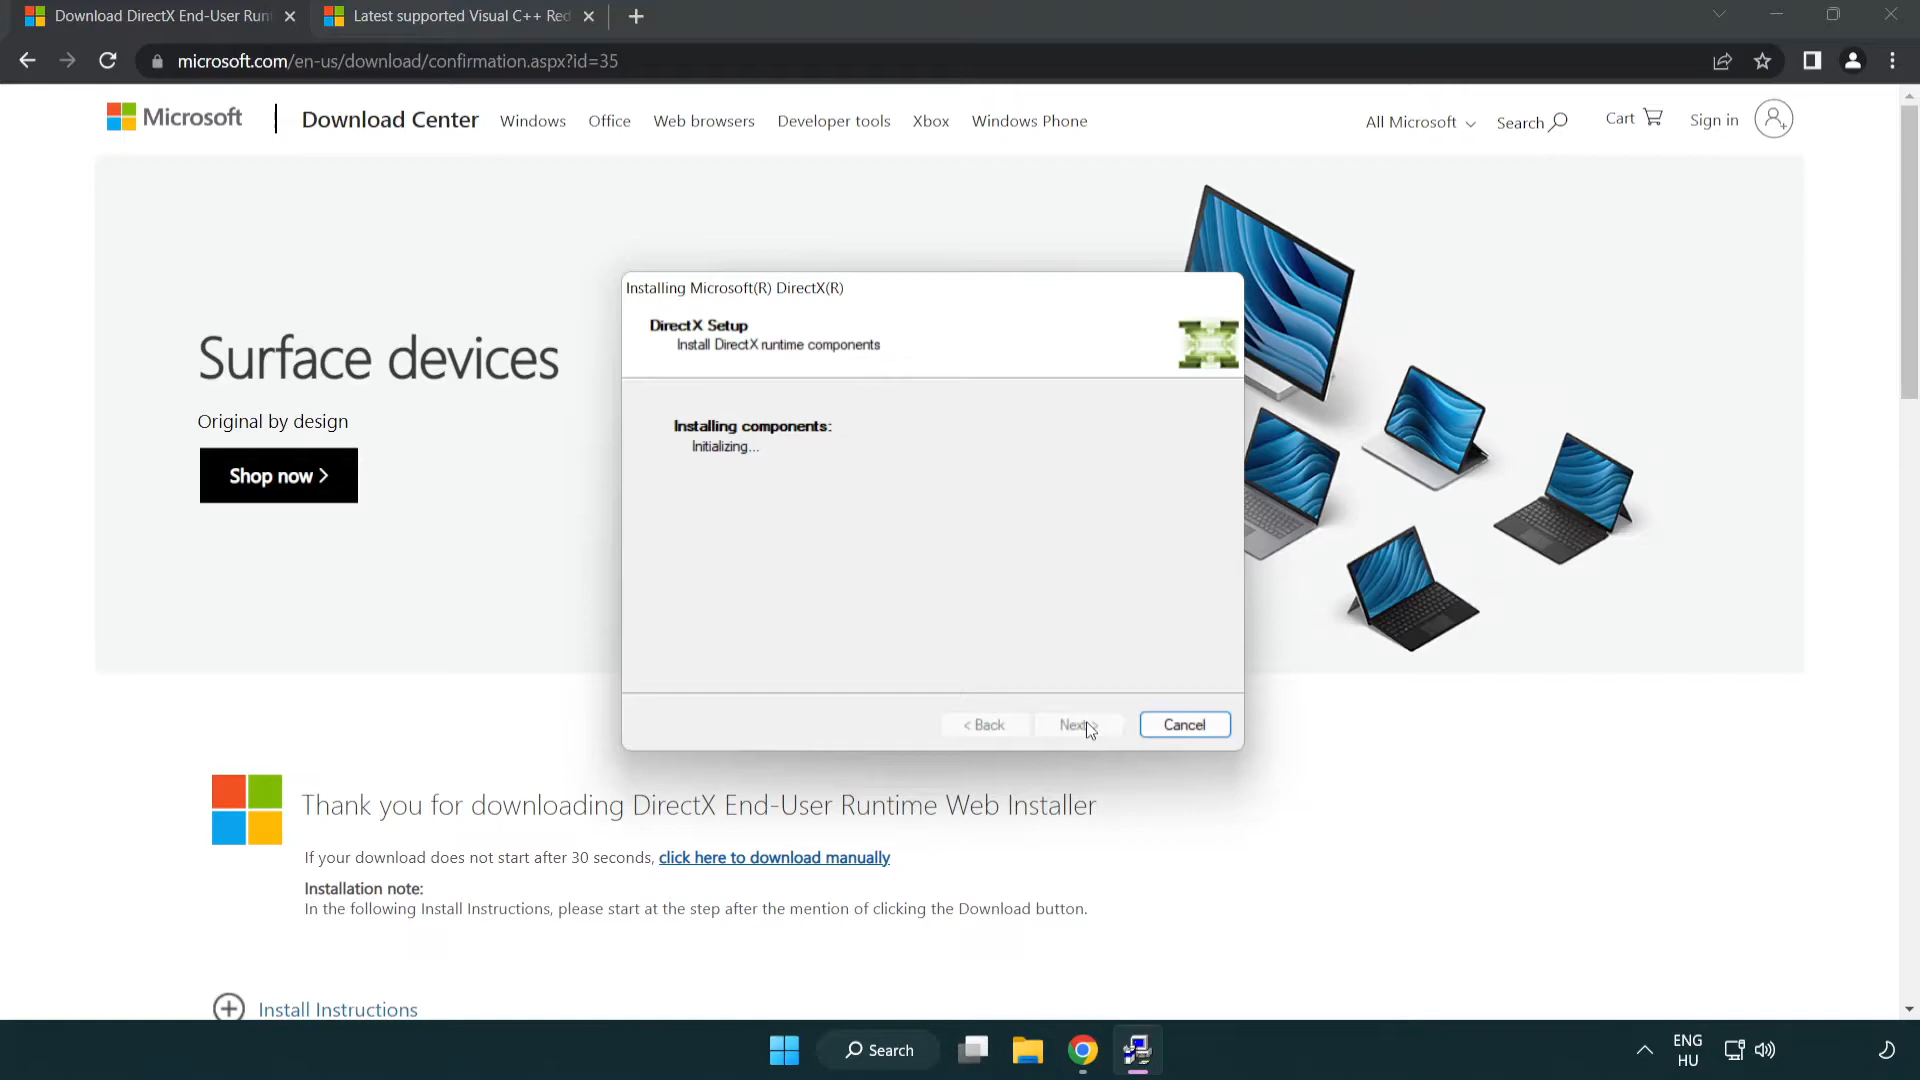 Download DirectX End-User Run
Latest supported Visual C++ Red
microsoft.com/en-us/download/confirmation.aspx?id=35
Microsoft
Download Center
Windows
Office
Web browsers
Developer tools
Xbox
Windows Phone
All Microsoft
Search
Cart
Sign in
Surface devices
Original by design
Shop now >
Installing Microsoft(R) DirectX(R)
DirectX Setup
Install DirectX runtime components
Installing components:
Initializing...
< Back
Next >
Cancel
Thank you for downloading DirectX End-User Runtime Web Installer
If your download does not start after 30 seconds, click here to download manually
Installation note:
In the following Install Instructions, please start at the step after the mention of clicking the Download button.
Install Instructions
Search
ENG
HU